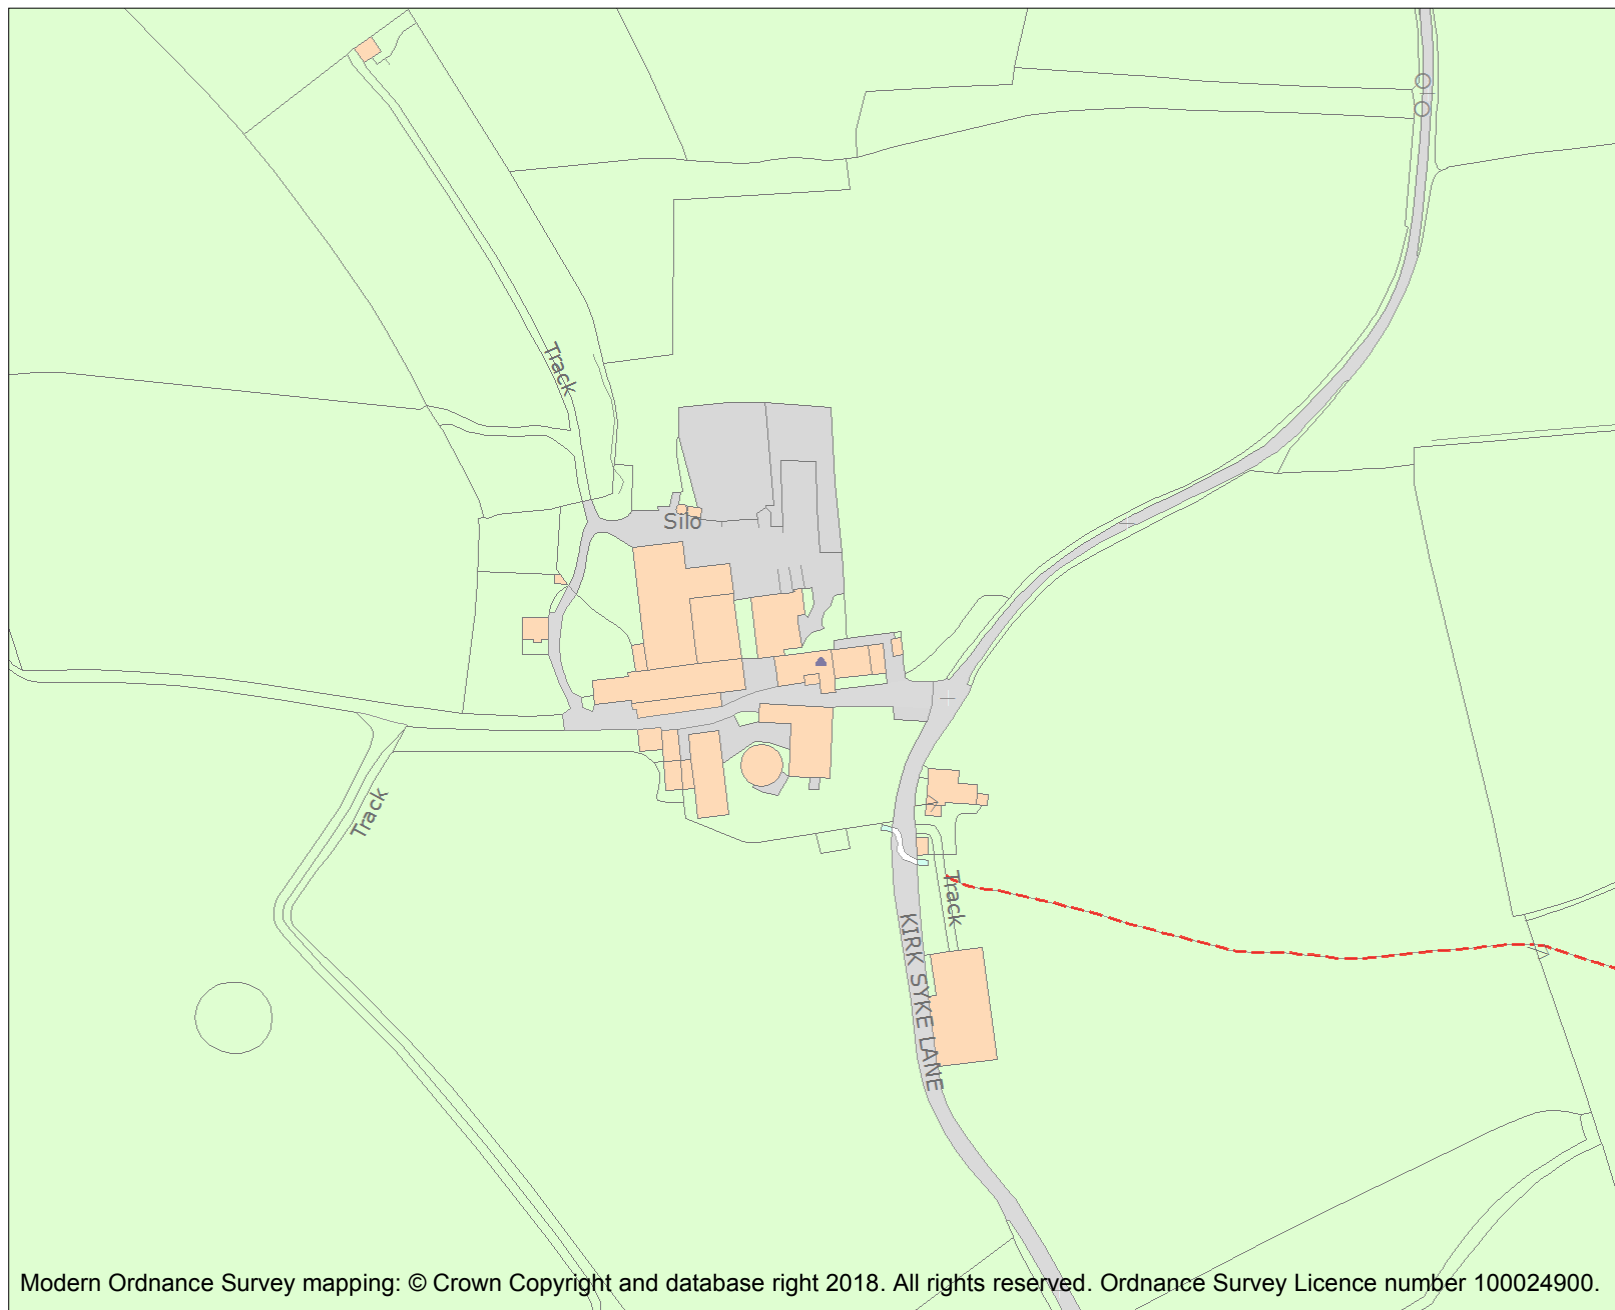 Track
Silo
Track
Track
KIRK SYKE LANE
Modern Ordnance Survey mapping: © Crown Copyright and database right 2018. All rights reserved. Ordnance Survey Licence number 100024900.